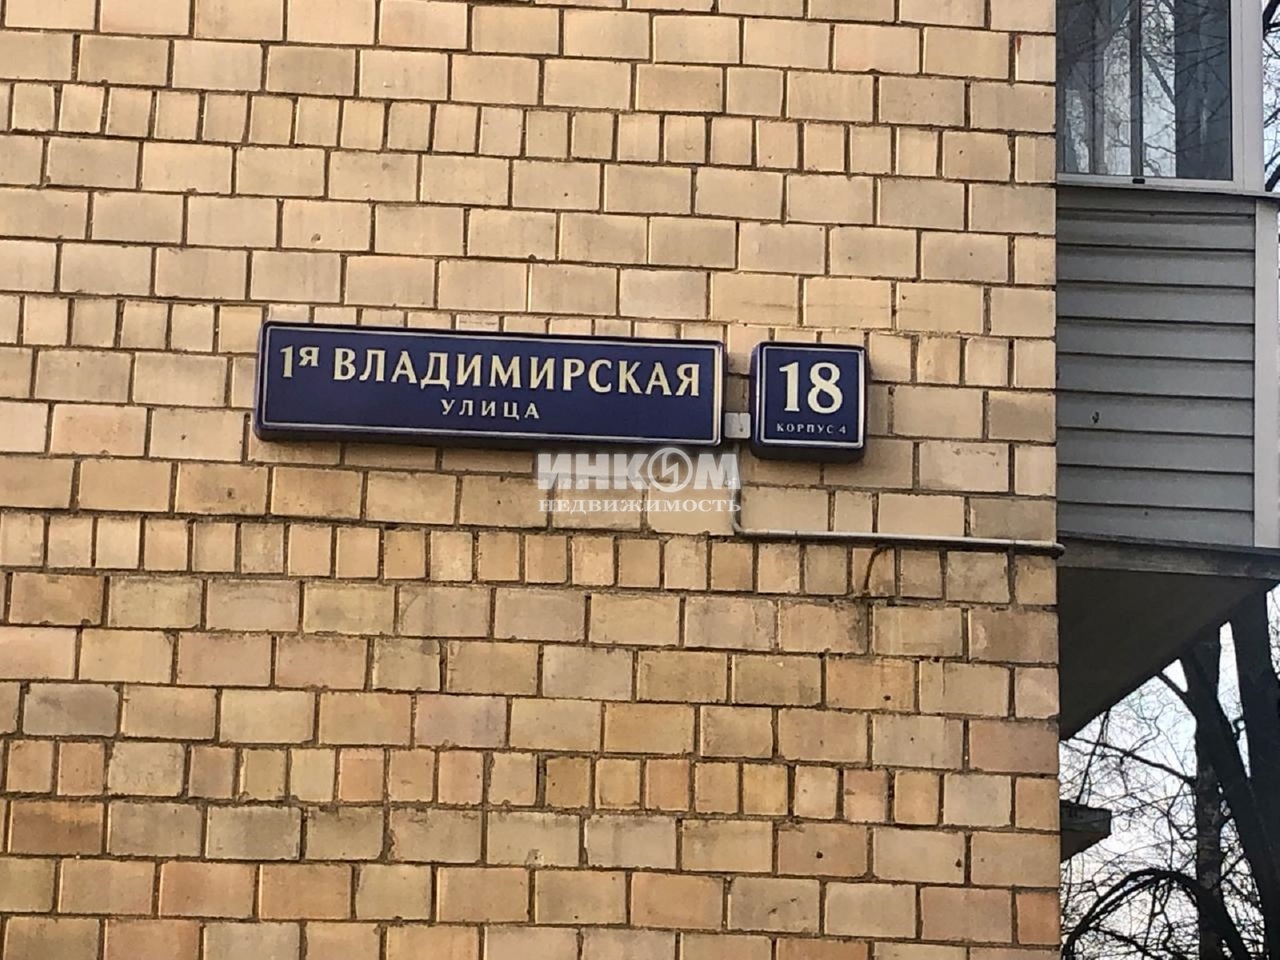 1я ВЛАДИМИРСКАЯ
УЛИЦА
18
КОРПУС 4
ИНКОМ
НЕДВИЖИМОСТЬ